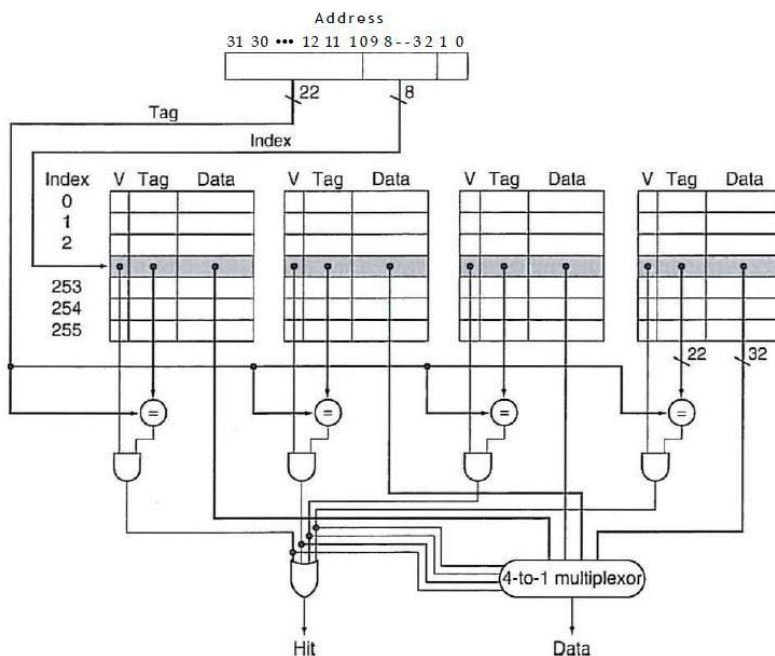 Address
31 30 ••• 12 11 10 9 8 - - 3 2 1 0
22 8
Tag
Index
Index V Tag Data V Tag Data V Tag Data V Tag Data
0
1
2
253
254
255
22 32
= = = =
4-to-1 multiplexor
Hit Data